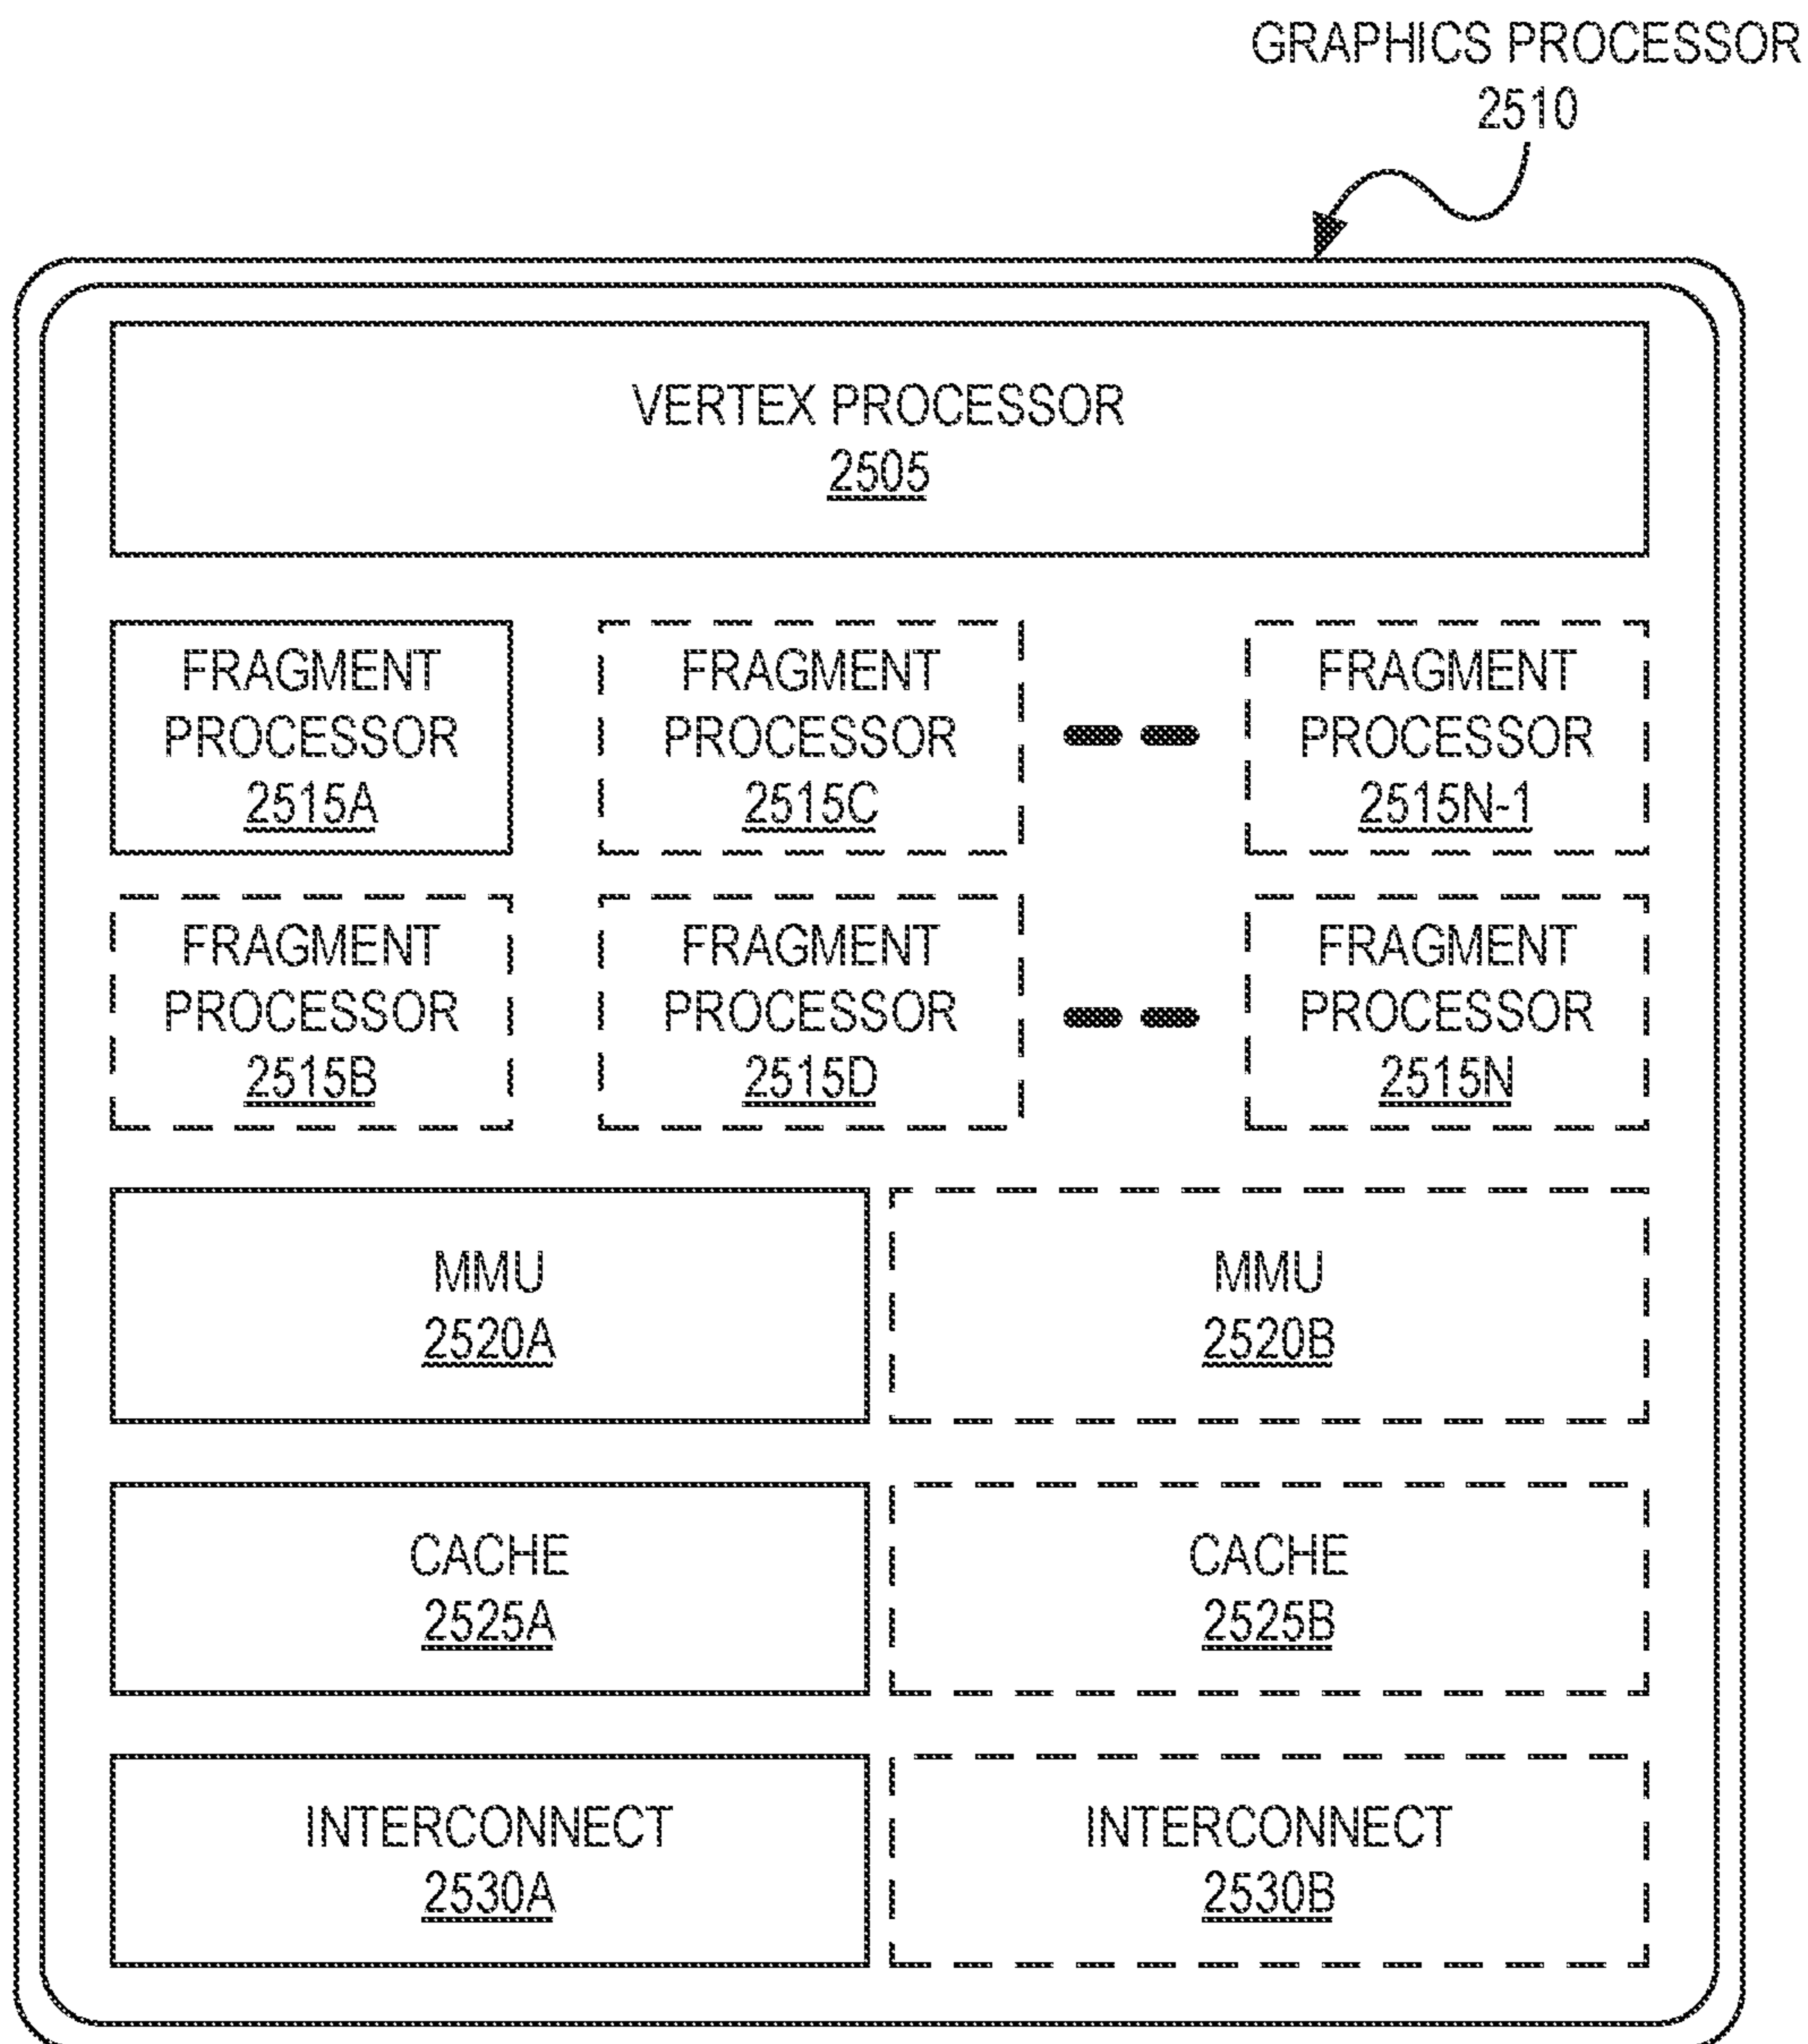 GRAPHICS PROCESSOR
2510
VERTEX PROCESSOR
2505
FRAGMENT
PROCESSOR
2515A
FRAGMENT
PROCESSOR
2515C
FRAGMENT
PROCESSOR
2515N-1
FRAGMENT
PROCESSOR
2515B
FRAGMENT
PROCESSOR
2515D
FRAGMENT
PROCESSOR
2515N
MMU
2520A
MMU
2520B
CACHE
2525A
CACHE
2525B
INTERCONNECT
2530A
INTERCONNECT
2530B